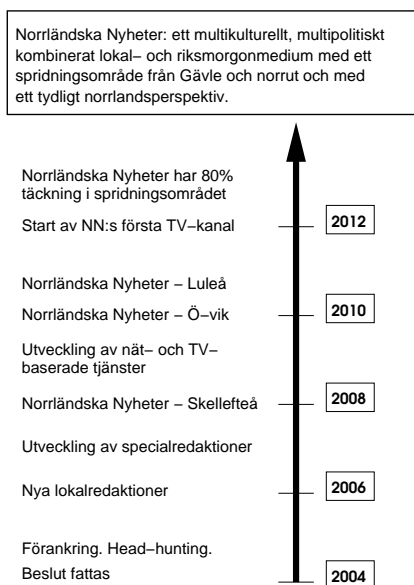 Norrländska Nyheter: ett multikulturellt, multipolitiskt
kombinerat lokal− och riksmorgonmedium med ett
spridningsområde från Gävle och norrut och med
ett tydligt norrlandsperspektiv.
Norrländska Nyheter har 80%
täckning i spridningsområdet
Start av NN:s första TV−kanal
2012
Norrländska Nyheter − Luleå
Norrländska Nyheter − Ö−vik
2010
Utveckling av nät− och TV−
baserade tjänster
Norrländska Nyheter − Skellefteå
2008
Utveckling av specialredaktioner
Nya lokalredaktioner
2006
Förankring. Head−hunting.
Beslut fattas
2004